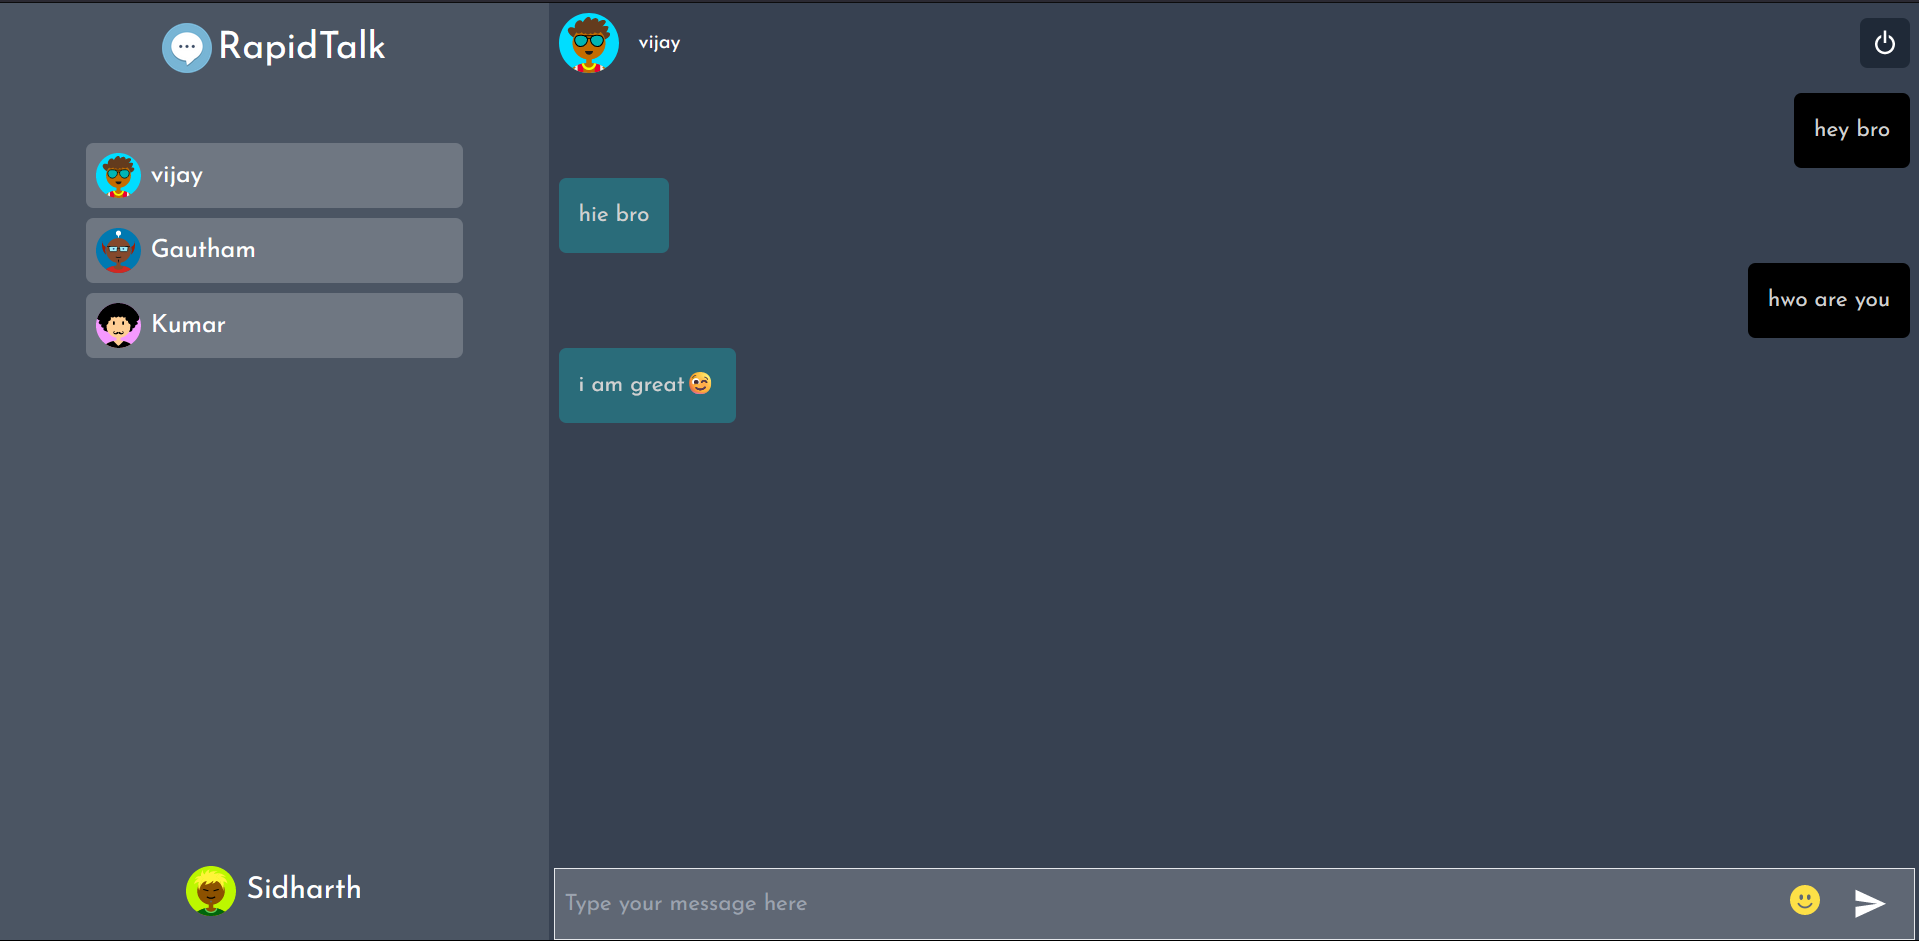 RapidTalk
vijay
Gautham
Kumar
Sidharth
vijay
hey bro
hie bro
hwo are you
i am great😉
Type your message here